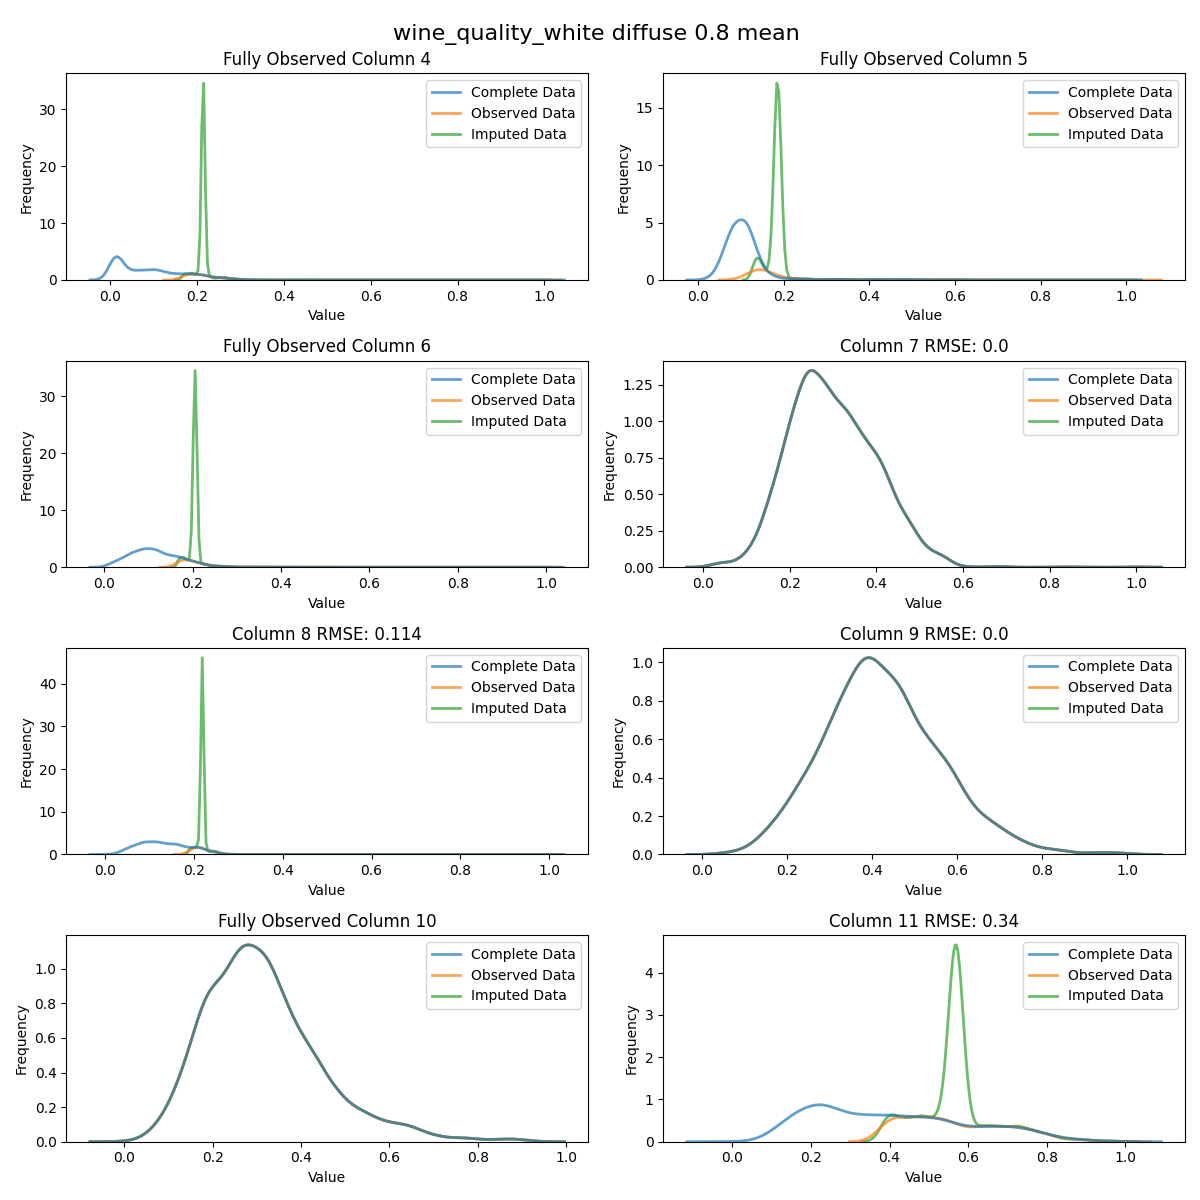 wine_quality_white diffuse 0.8 mean
Fully Observed Column 4
Frequency
30
20
10
0
0.0 0.2 0.4 0.6 0.8 1.0
Value
Complete Data
Observed Data
Imputed Data
Fully Observed Column 5
Frequency
15
10
5
0
0.0 0.2 0.4 0.6 0.8 1.0
Value
Complete Data
Observed Data
Imputed Data
Fully Observed Column 6
Frequency
30
20
10
0
0.0 0.2 0.4 0.6 0.8 1.0
Value
Complete Data
Observed Data
Imputed Data
Column 7 RMSE: 0.0
Frequency
1.25
1.00
0.75
0.50
0.25
0.00
0.0 0.2 0.4 0.6 0.8 1.0
Value
Complete Data
Observed Data
Imputed Data
Column 8 RMSE: 0.114
Frequency
40
30
20
10
0
0.0 0.2 0.4 0.6 0.8 1.0
Value
Complete Data
Observed Data
Imputed Data
Column 9 RMSE: 0.0
Frequency
1.0
0.8
0.6
0.4
0.2
0.0
0.0 0.2 0.4 0.6 0.8 1.0
Value
Complete Data
Observed Data
Imputed Data
Fully Observed Column 10
Frequency
1.0
0.8
0.6
0.4
0.2
0.0
0.0 0.2 0.4 0.6 0.8 1.0
Value
Complete Data
Observed Data
Imputed Data
Column 11 RMSE: 0.34
Frequency
4
3
2
1
0
0.0 0.2 0.4 0.6 0.8 1.0
Value
Complete Data
Observed Data
Imputed Data